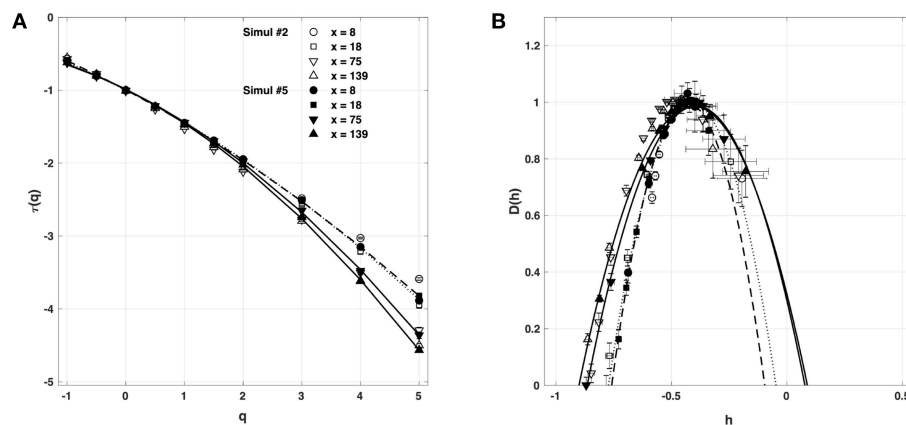 A
B
Simul #2
x = 8
x = 18
x = 75
x = 139
Simul #5
x = 8
x = 18
x = 75
x = 139
0
-1
-2
-3
-4
-5
τ(q)
-1 0 1 2 3 4 5
q
1.2
1
0.8
0.6
0.4
0.2
0
D(h)
-1 -0.5 0 0.5
h